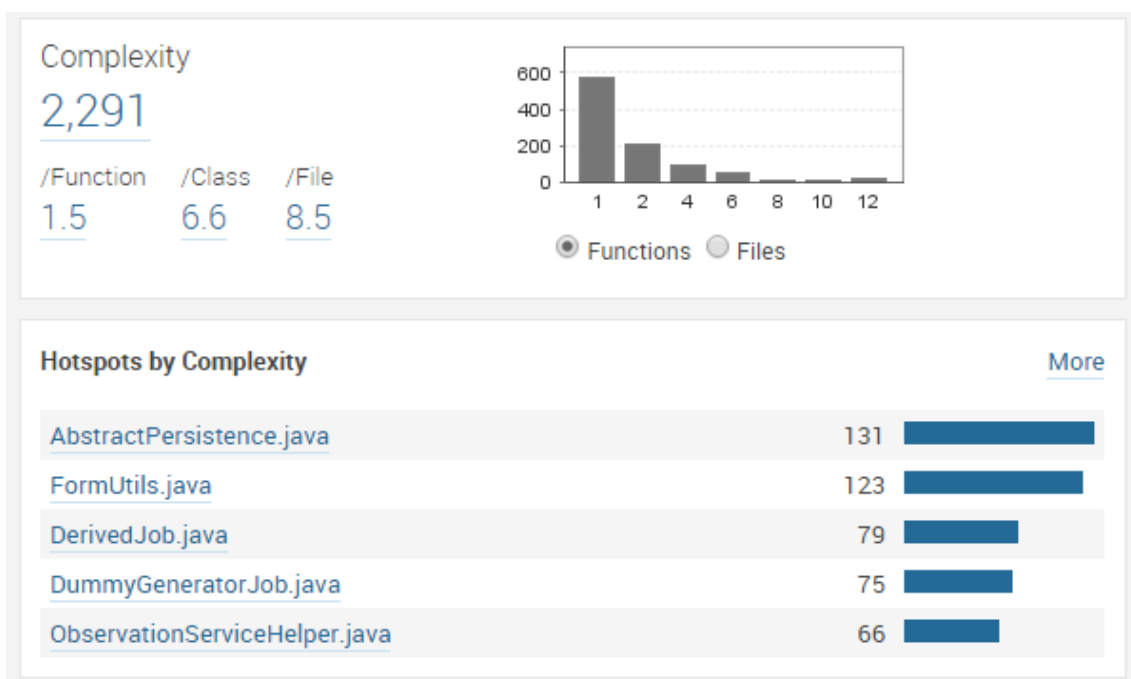 Complexity
2,291
/Function /Class /File
1.5 6.6 8.5
600
400
200
0
1 2 4 6 8 10 12
Functions Files
Hotspots by Complexity More
AbstractPersistence.java 131
FormUtils.java 123
DerivedJob.java 79
DummyGeneratorJob.java 75
ObservationServiceHelper.java 66